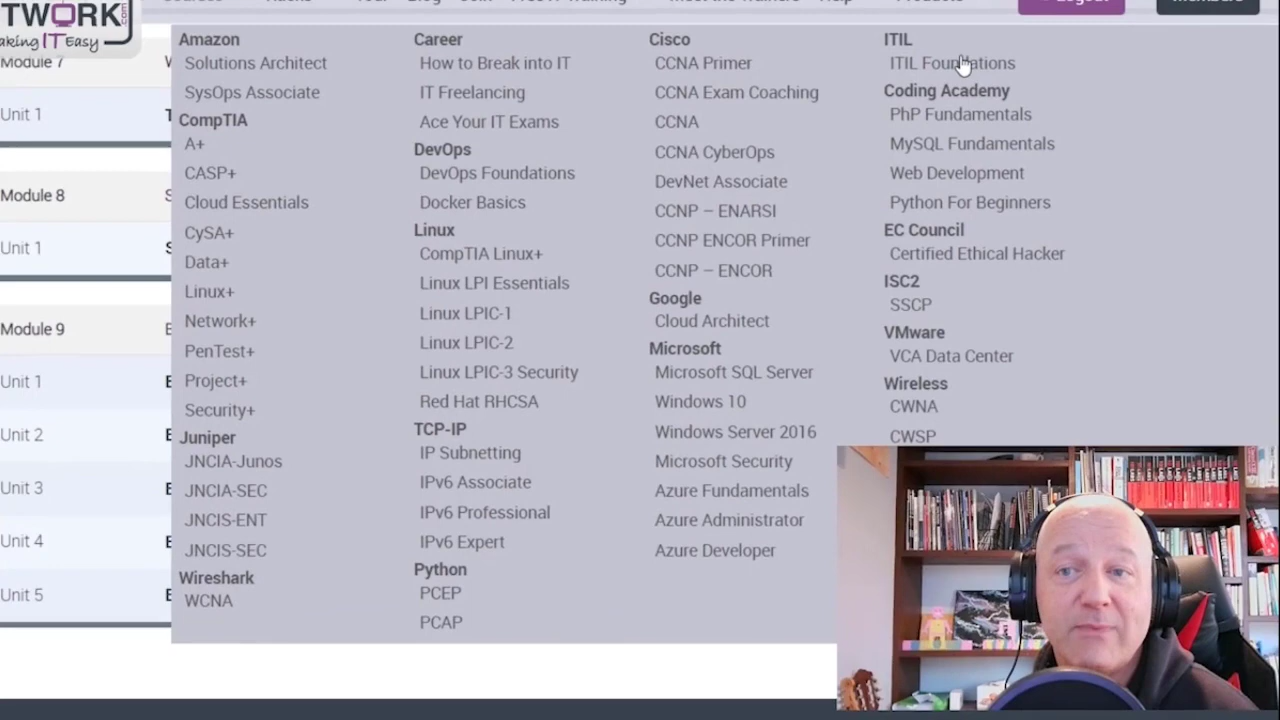 TWORK
.com
aking IT Easy
Logout
Members
Module 7
Unit 1
Module 8
Unit 1
Module 9
Unit 1
Unit 2
Unit 3
Unit 4
Unit 5
Amazon
Solutions Architect
SysOps Associate
CompTIA
A+
CASP+
Cloud Essentials
CySA+
Data+
Linux+
Network+
PenTest+
Project+
Security+
Juniper
JNCIA-Junos
JNCIA-SEC
JNCIS-ENT
JNCIS-SEC
Wireshark
WCNA
Career
How to Break into IT
IT Freelancing
Ace Your IT Exams
DevOps
DevOps Foundations
Docker Basics
Linux
CompTIA Linux+
Linux LPI Essentials
Linux LPIC-1
Linux LPIC-2
Linux LPIC-3 Security
Red Hat RHCSA
TCP-IP
IP Subnetting
IPv6 Associate
IPv6 Professional
IPv6 Expert
Python
PCEP
PCAP
Cisco
CCNA Primer
CCNA Exam Coaching
CCNA
CCNA CyberOps
DevNet Associate
CCNP – ENARSI
CCNP ENCOR Primer
CCNP – ENCOR
Google
Cloud Architect
Microsoft
Microsoft SQL Server
Windows 10
Windows Server 2016
Microsoft Security
Azure Fundamentals
Azure Administrator
Azure Developer
ITIL
ITIL Foundations
Coding Academy
PhP Fundamentals
MySQL Fundamentals
Web Development
Python For Beginners
EC Council
Certified Ethical Hacker
ISC2
SSCP
VMware
VCA Data Center
Wireless
CWNA
CWSP